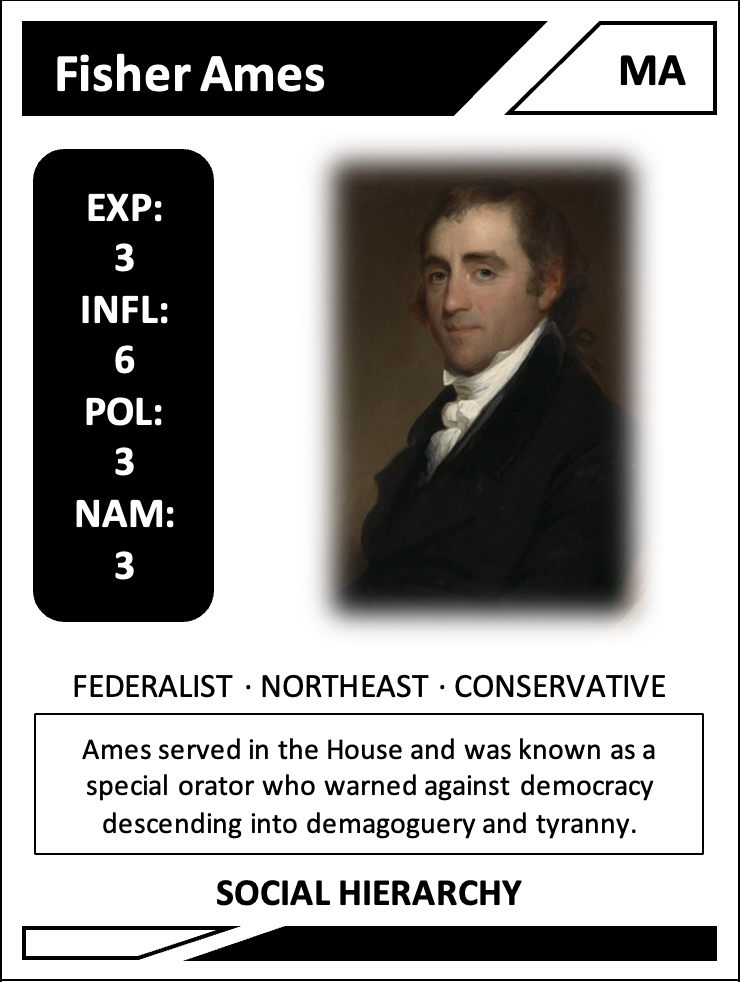 Fisher Ames
MA
EXP:
3
INFL:
6
POL:
3
NAM:
3
FEDERALIST · NORTHEAST · CONSERVATIVE
Ames served in the House and was known as a
special orator who warned against democracy
descending into demagoguery and tyranny.
SOCIAL HIERARCHY